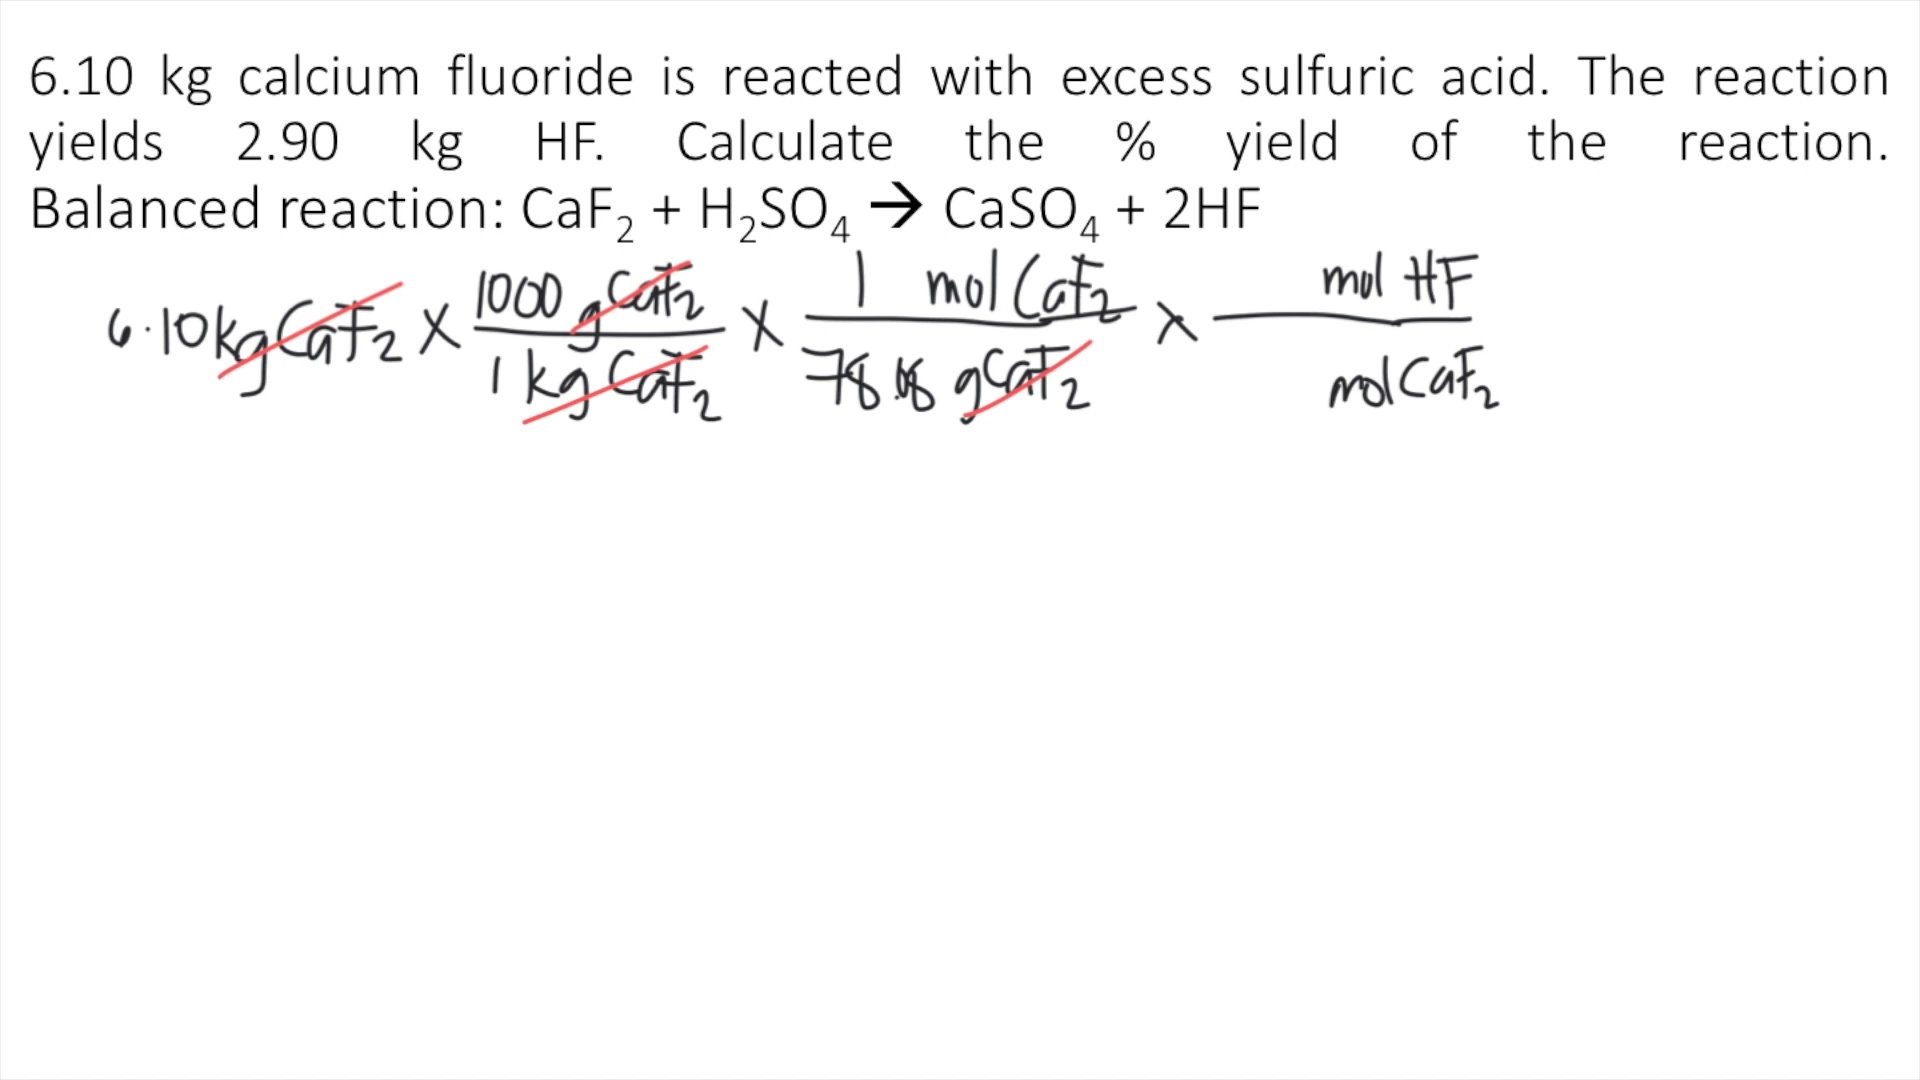 6.10 kg calcium fluoride is reacted with excess sulfuric acid. The reaction
yields 2.90 kg HF. Calculate the % yield of the reaction.
Balanced reaction: CaF₂ + H₂SO₄ → CaSO₄ + 2HF
1000 g CaF₂ 1 mol CaF₂ mol HF
6.10 kg CaF₂ X X X
1 kg CaF₂ 78.08 g CaF₂ mol CaF₂